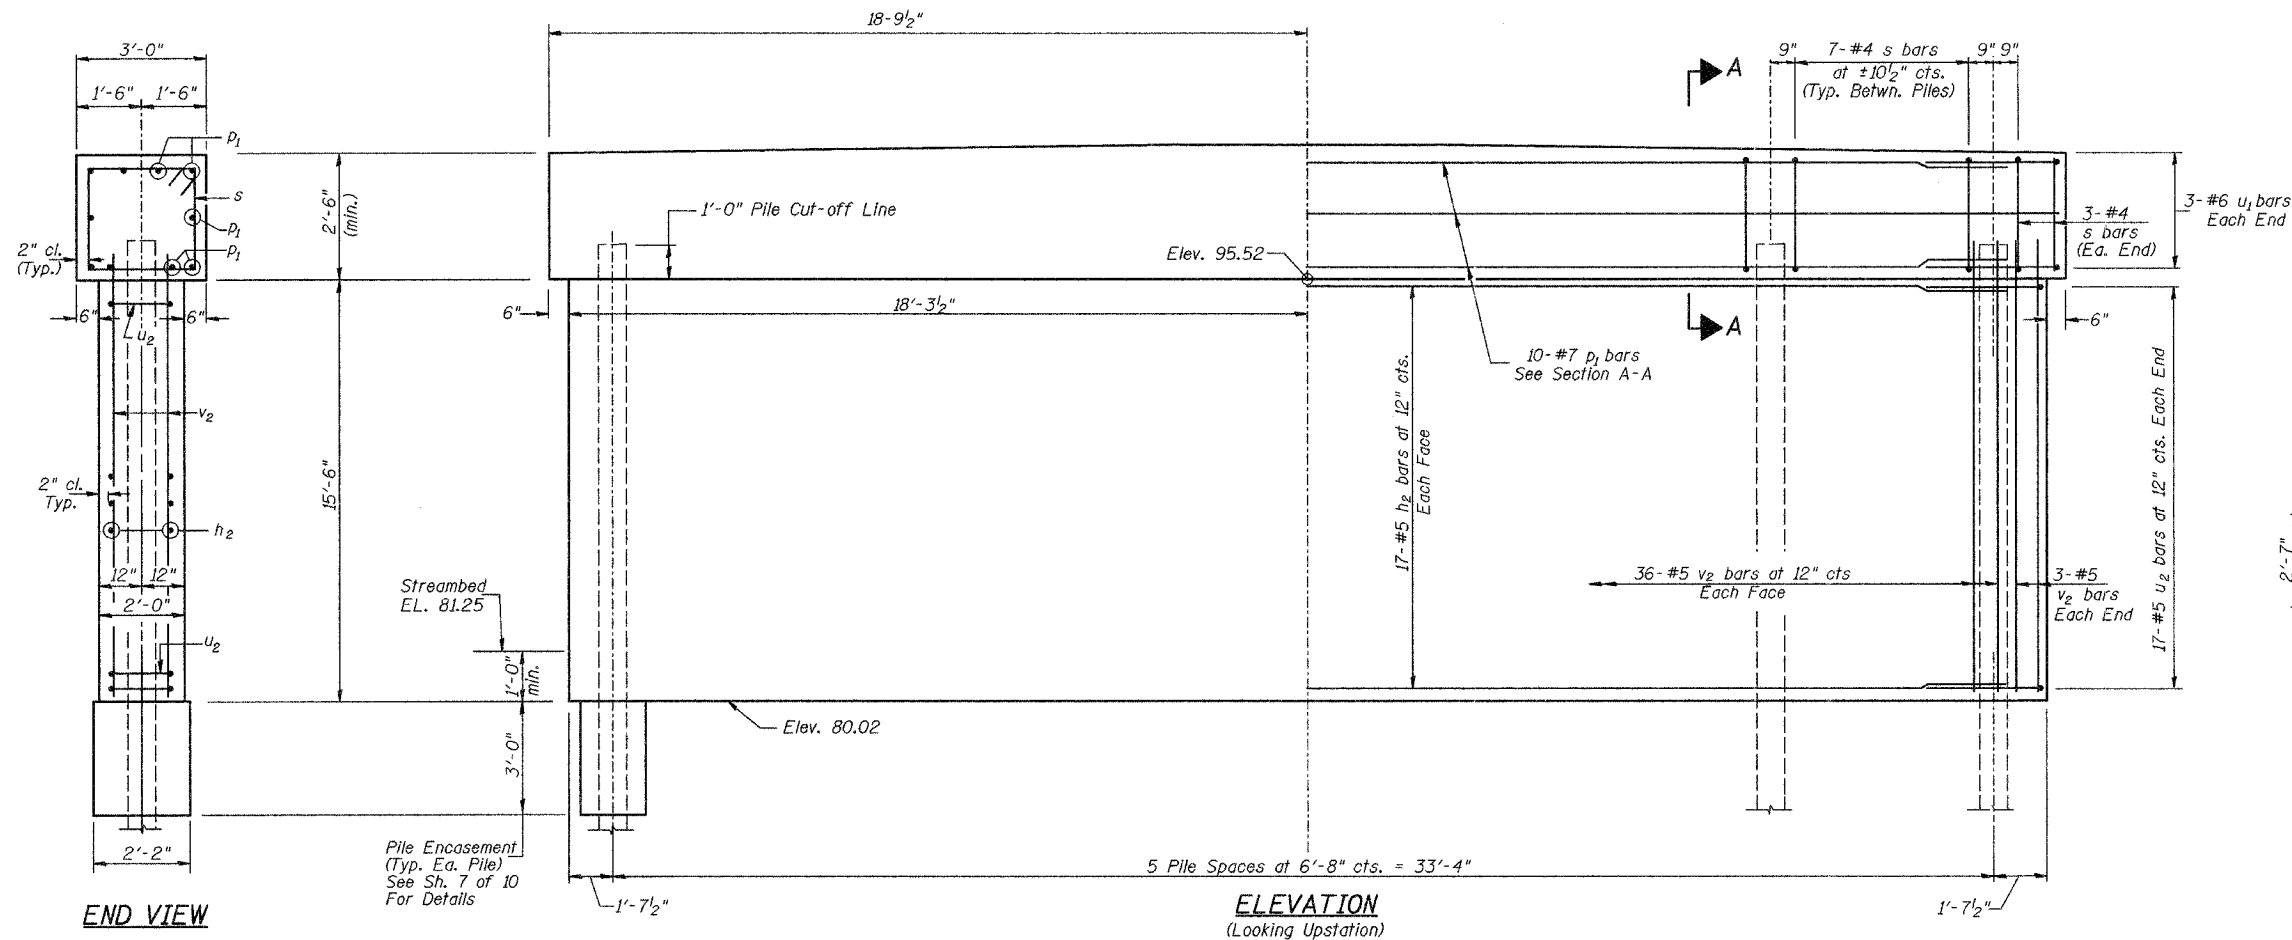 18-9½"
3'-0"
1'-6"
1'-6"
p₁
s
p₁
p₁
2" cl.
(Typ.)
6"
6"
u₂
v₂
2" cl.
Typ.
h₂
12"
12"
2'-0"
u₂
2'-2"
END VIEW
2'-6"
(min.)
15'-6"
1'-0" Pile Cut-off Line
6"
18'-3½"
Elev. 95.52
Streambed
EL. 81.25
1'-0"
min.
3'-0"
Elev. 80.02
Pile Encasement
(Typ. Ea. Pile)
See Sh. 7 of 10
For Details
1'-7½"
5 Pile Spaces at 6'-8" cts. = 33'-4"
1'-7½"
ELEVATION
(Looking Upstation)
A
A
9"
7-#4 s bars
at ±10½" cts.
(Typ. Betwn. Piles)
9"
9"
3-#6 u₁ bars
Each End
3-#4
s bars
(Ea. End)
6"
10-#7 p₁ bars
See Section A-A
17-#5 h₂ bars at 12" cts.
Each Face
36-#5 v₂ bars at 12" cts
Each Face
3-#5
v₂ bars
Each End
17-#5 u₂ bars at 12" cts. Each End
2'-7"